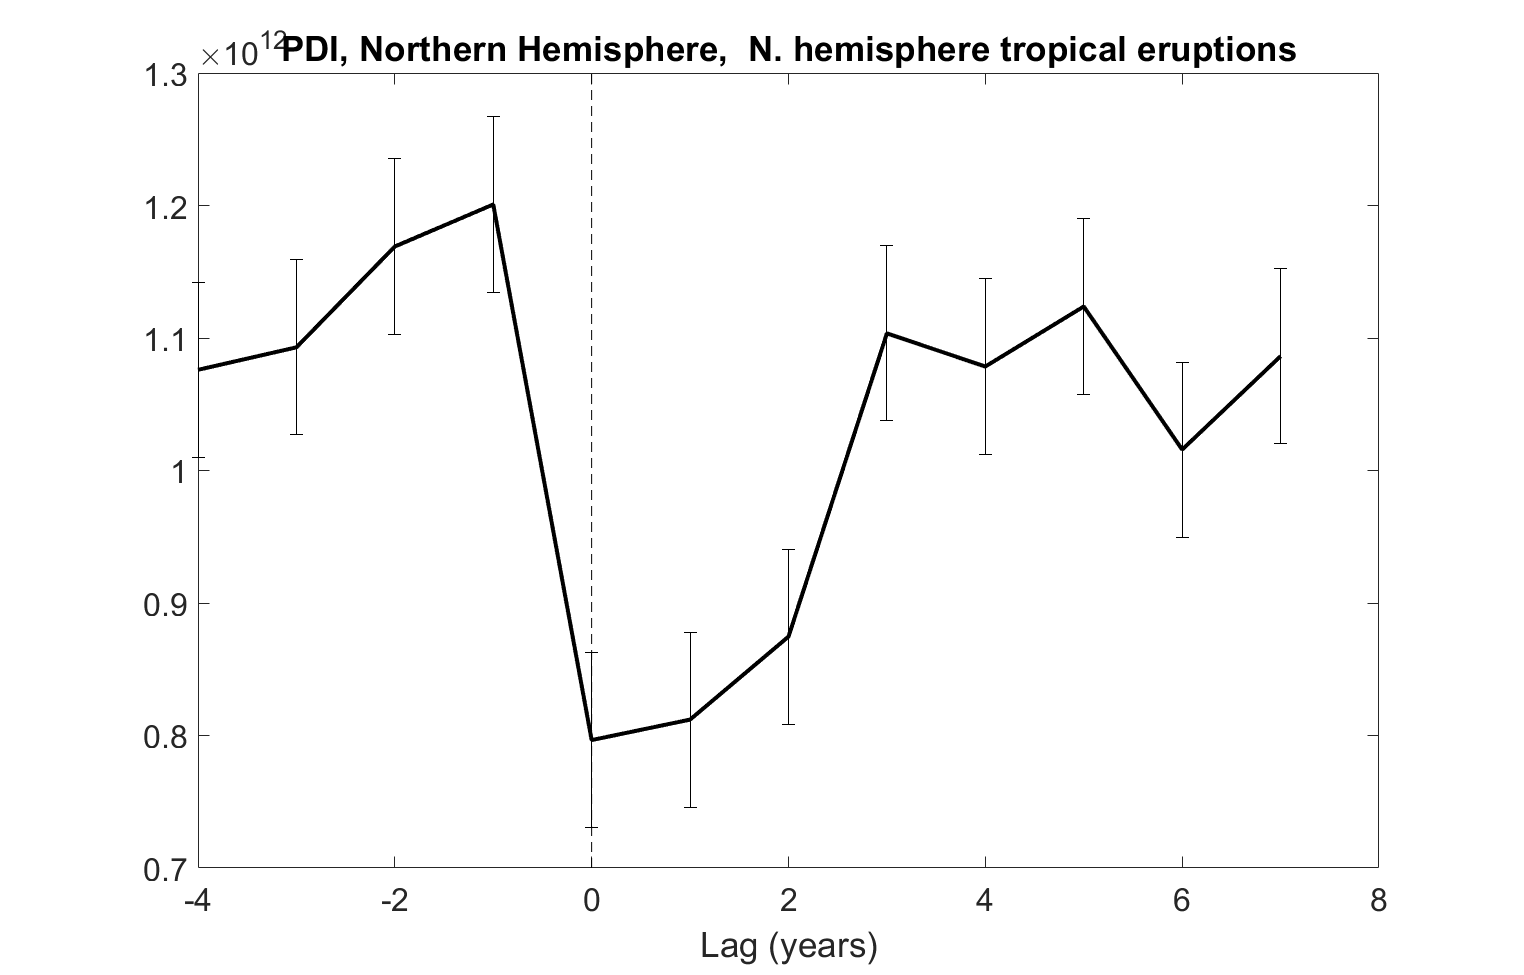 ×10¹²
PDI, Northern Hemisphere,  N. hemisphere tropical eruptions
1.3
1.2
1.1
1
0.9
0.8
0.7
-4 -2 0 2 4 6 8
Lag (years)